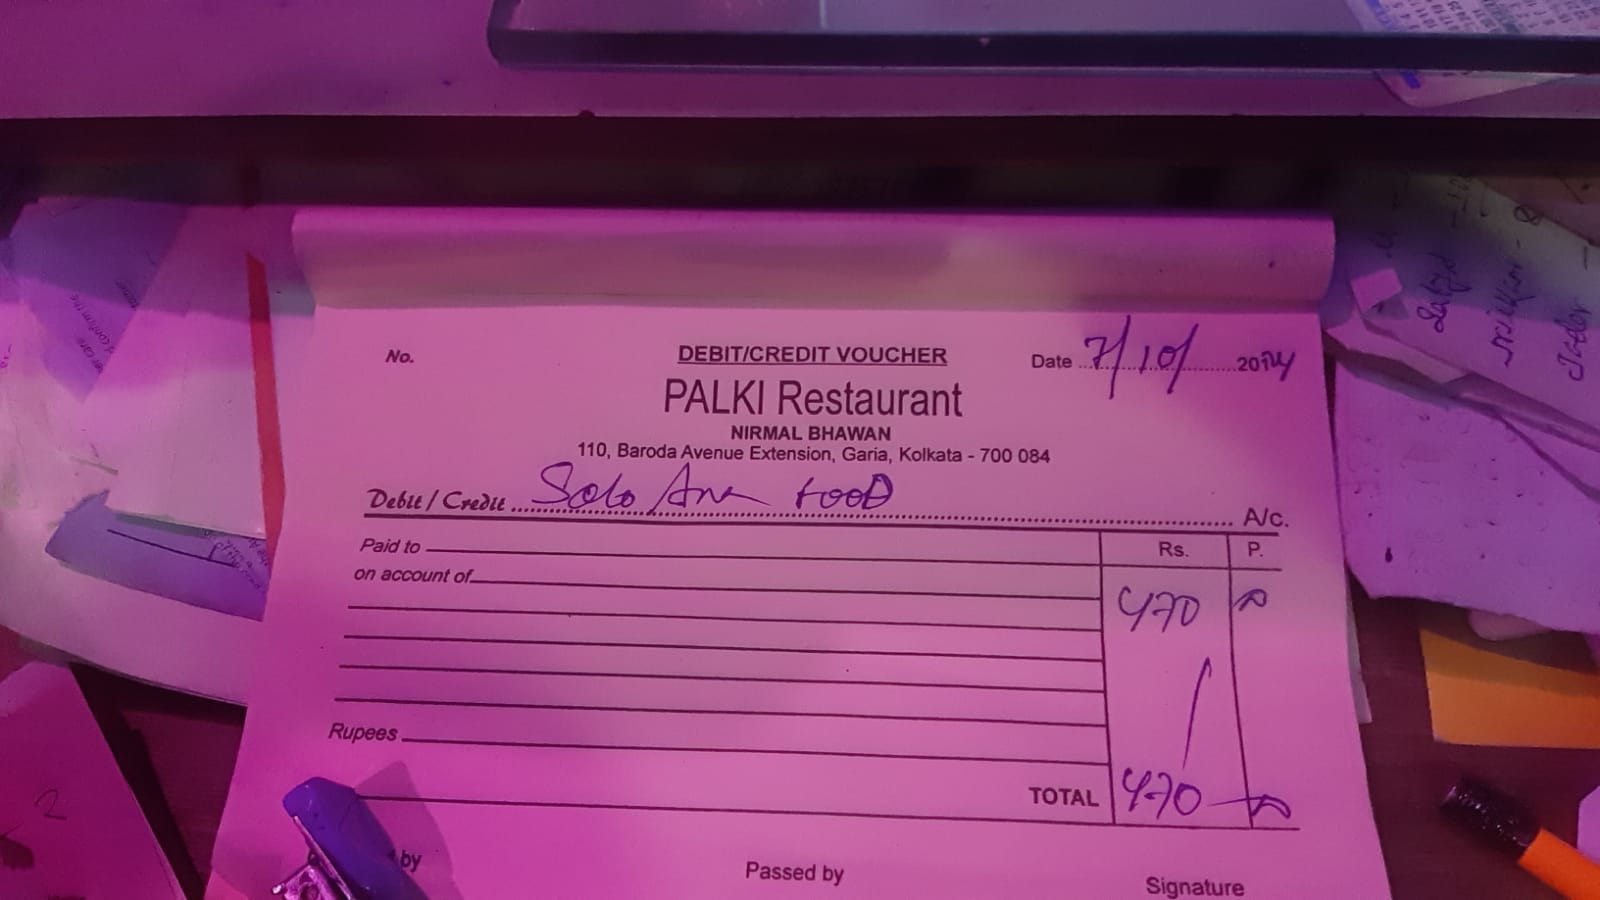 No.
DEBIT/CREDIT VOUCHER
Date 7/10/ 2024
PALKI Restaurant
NIRMAL BHAWAN
110, Baroda Avenue Extension, Garia, Kolkata - 700 084
Debit / Credit Solo Ana FOOD A/c.
Paid to Rs. P.
on account of
470
Rupees
TOTAL 470
by
Passed by
Signature
2